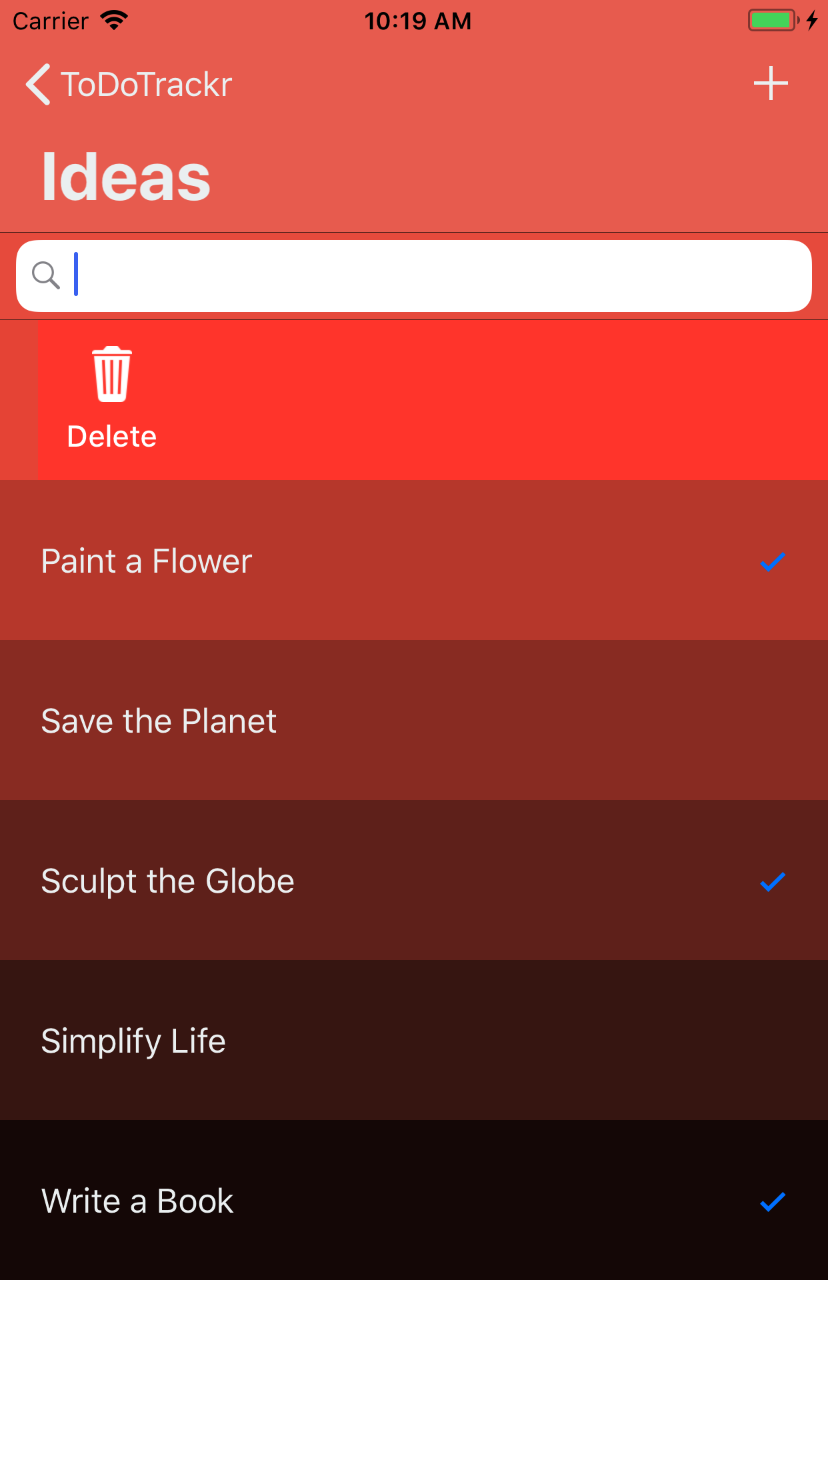 Carrier 10:19 AM
ToDoTrackr
Ideas
Delete
Paint a Flower
Save the Planet
Sculpt the Globe
Simplify Life
Write a Book